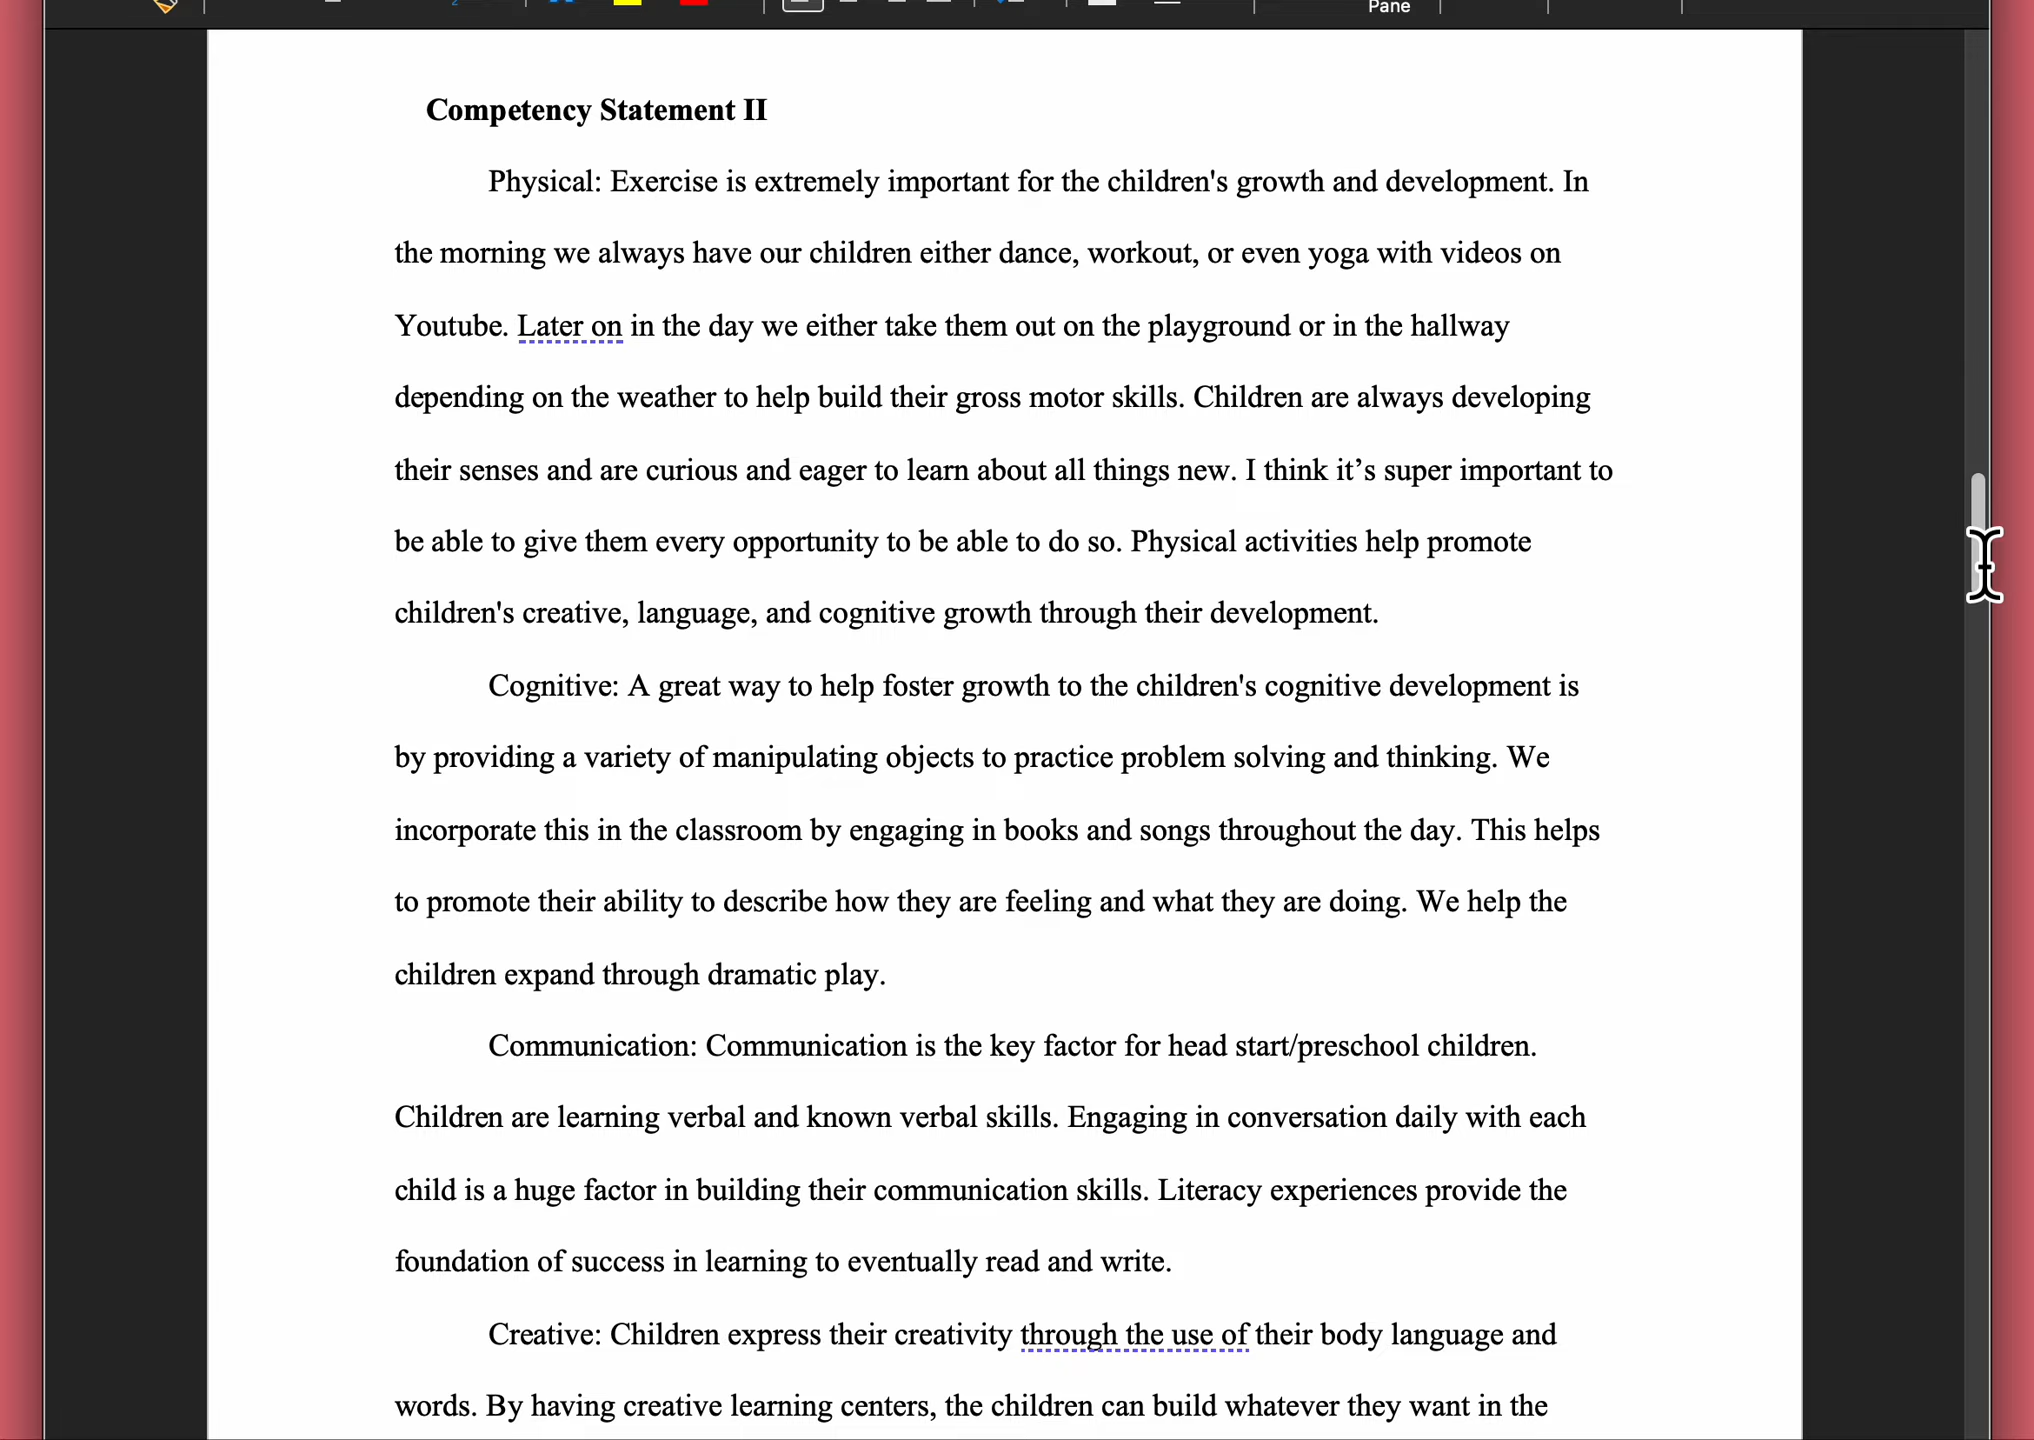 Pane
Competency Statement II
Physical: Exercise is extremely important for the children's growth and development. In
the morning we always have our children either dance, workout, or even yoga with videos on
Youtube. Later on in the day we either take them out on the playground or in the hallway
depending on the weather to help build their gross motor skills. Children are always developing
their senses and are curious and eager to learn about all things new. I think it’s super important to
be able to give them every opportunity to be able to do so. Physical activities help promote
children's creative, language, and cognitive growth through their development.
Cognitive: A great way to help foster growth to the children's cognitive development is
by providing a variety of manipulating objects to practice problem solving and thinking. We
incorporate this in the classroom by engaging in books and songs throughout the day. This helps
to promote their ability to describe how they are feeling and what they are doing. We help the
children expand through dramatic play.
Communication: Communication is the key factor for head start/preschool children.
Children are learning verbal and known verbal skills. Engaging in conversation daily with each
child is a huge factor in building their communication skills. Literacy experiences provide the
foundation of success in learning to eventually read and write.
Creative: Children express their creativity through the use of their body language and
words. By having creative learning centers, the children can build whatever they want in the